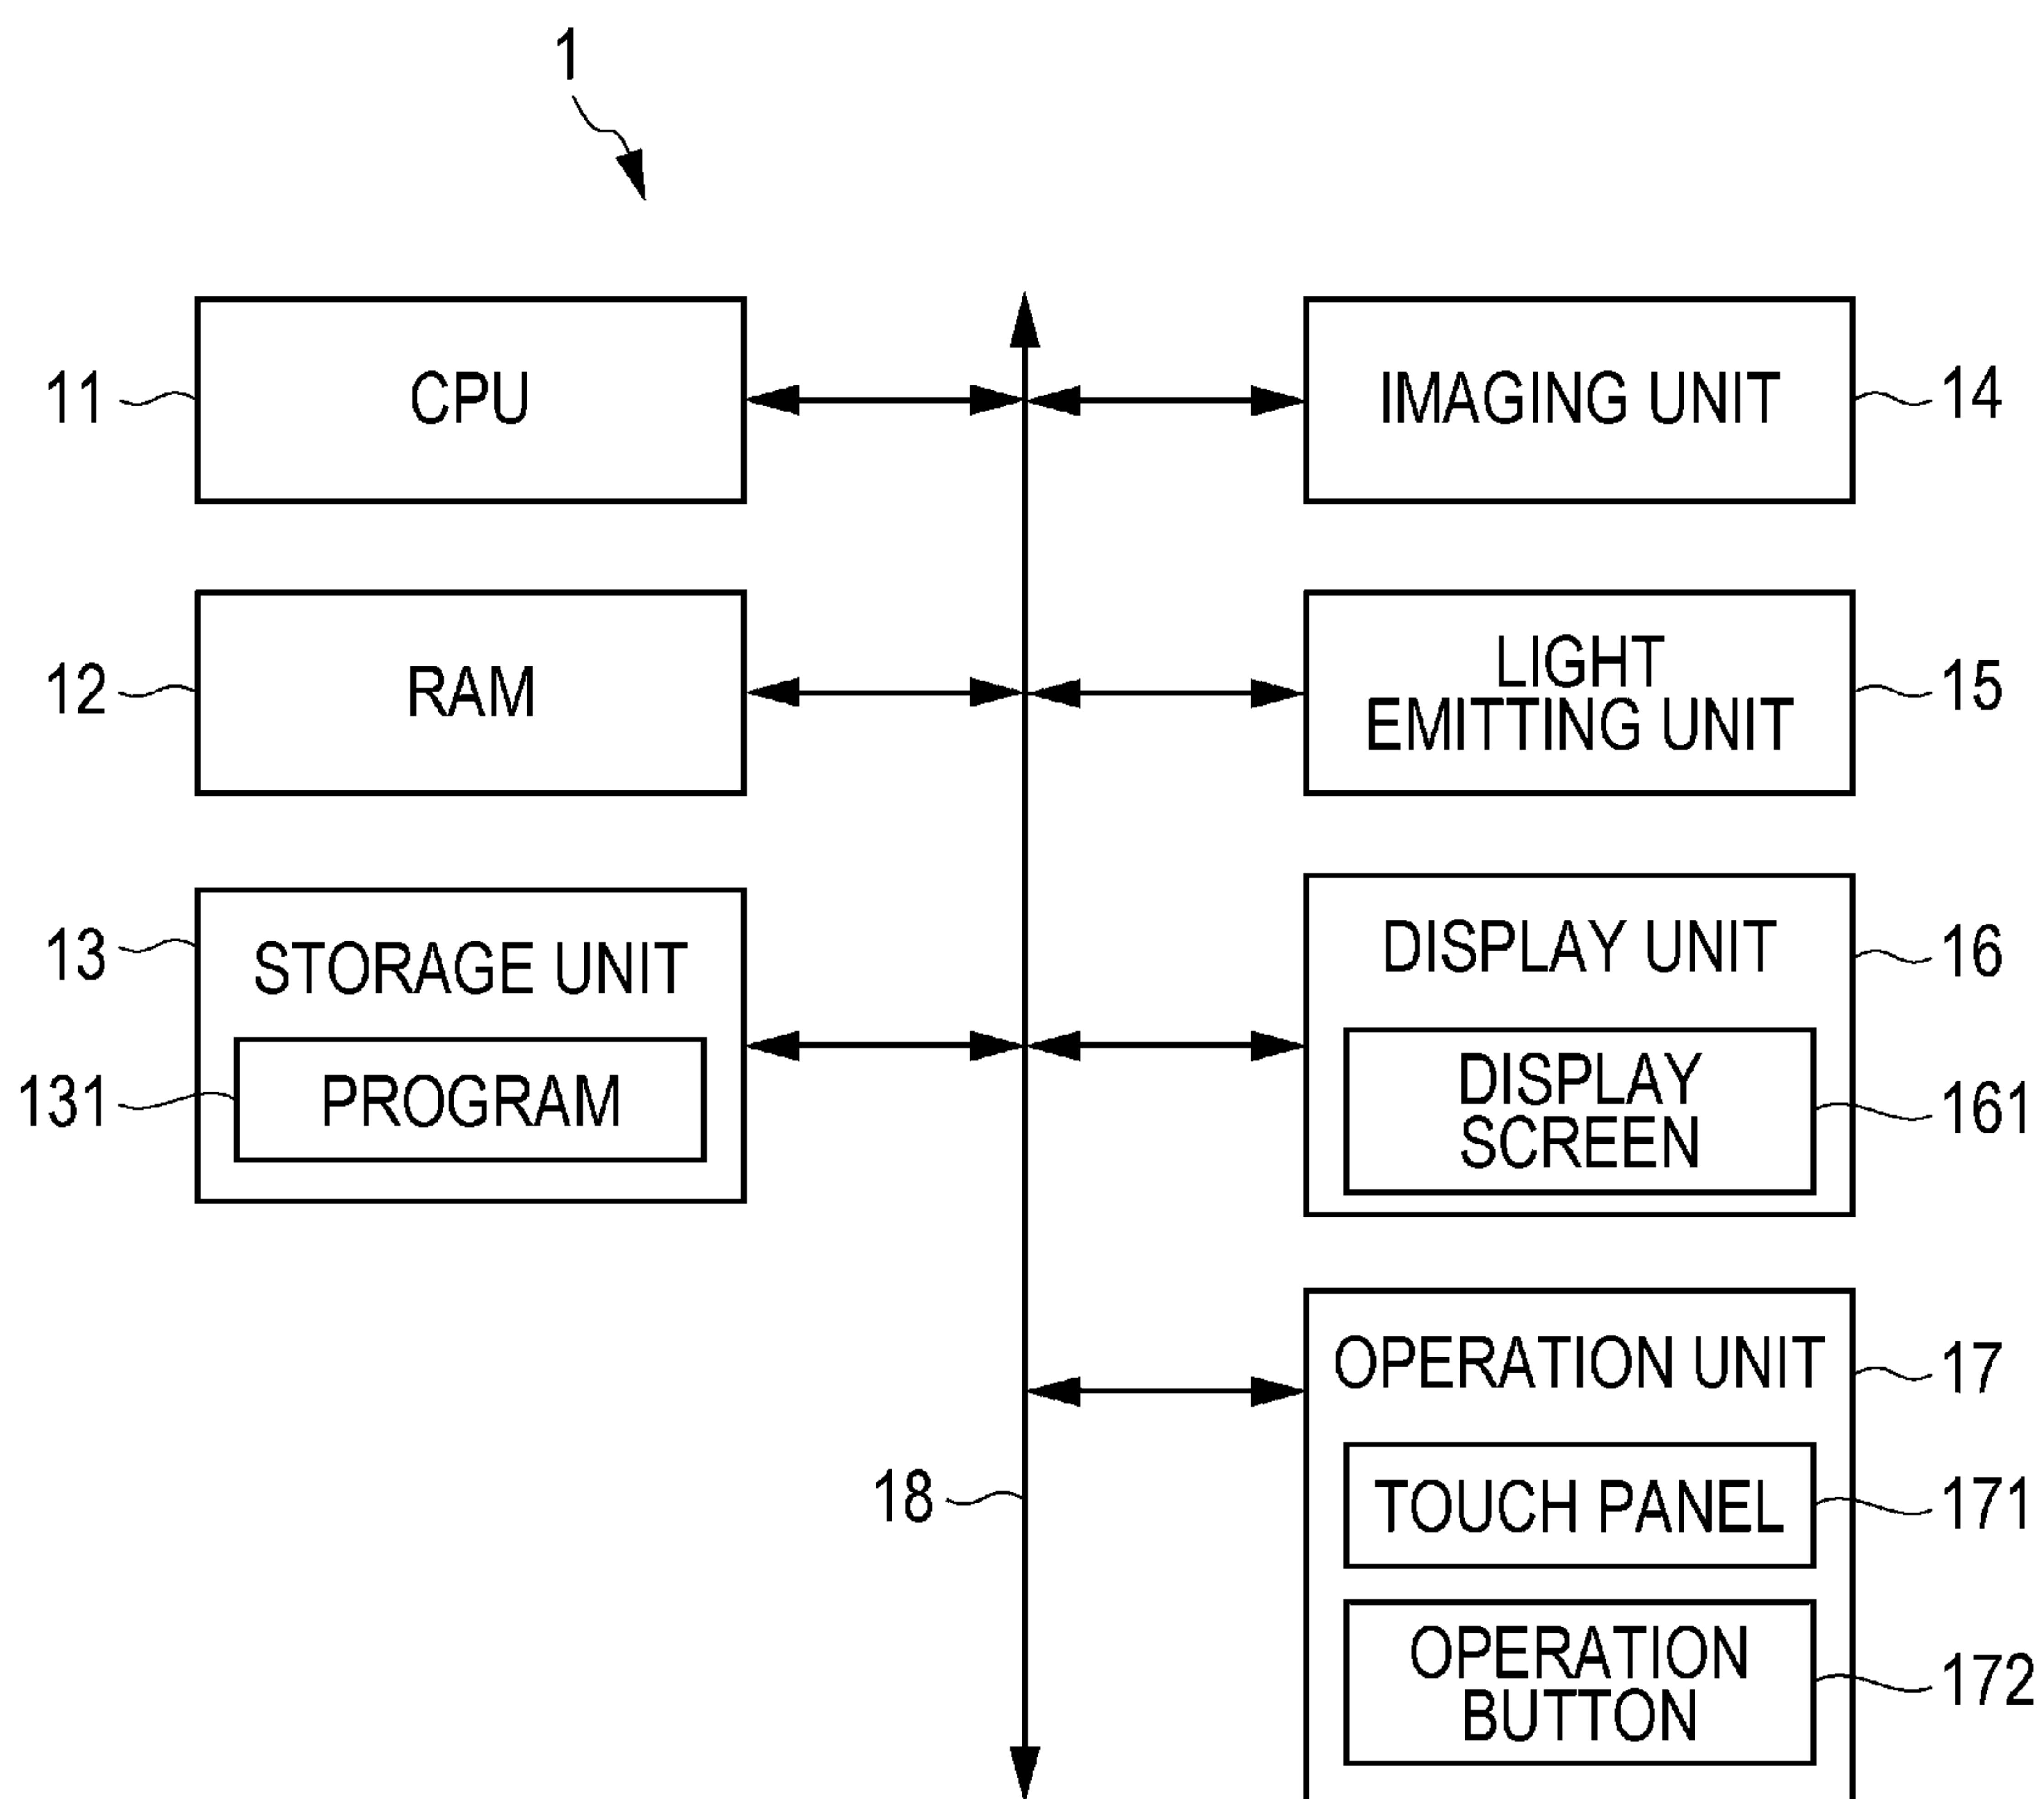 1
11
CPU
12
RAM
13
STORAGE UNIT
131
PROGRAM
IMAGING UNIT
14
LIGHT
EMITTING UNIT
15
DISPLAY UNIT
16
DISPLAY
SCREEN
161
OPERATION UNIT
17
18
TOUCH PANEL
171
OPERATION
BUTTON
172